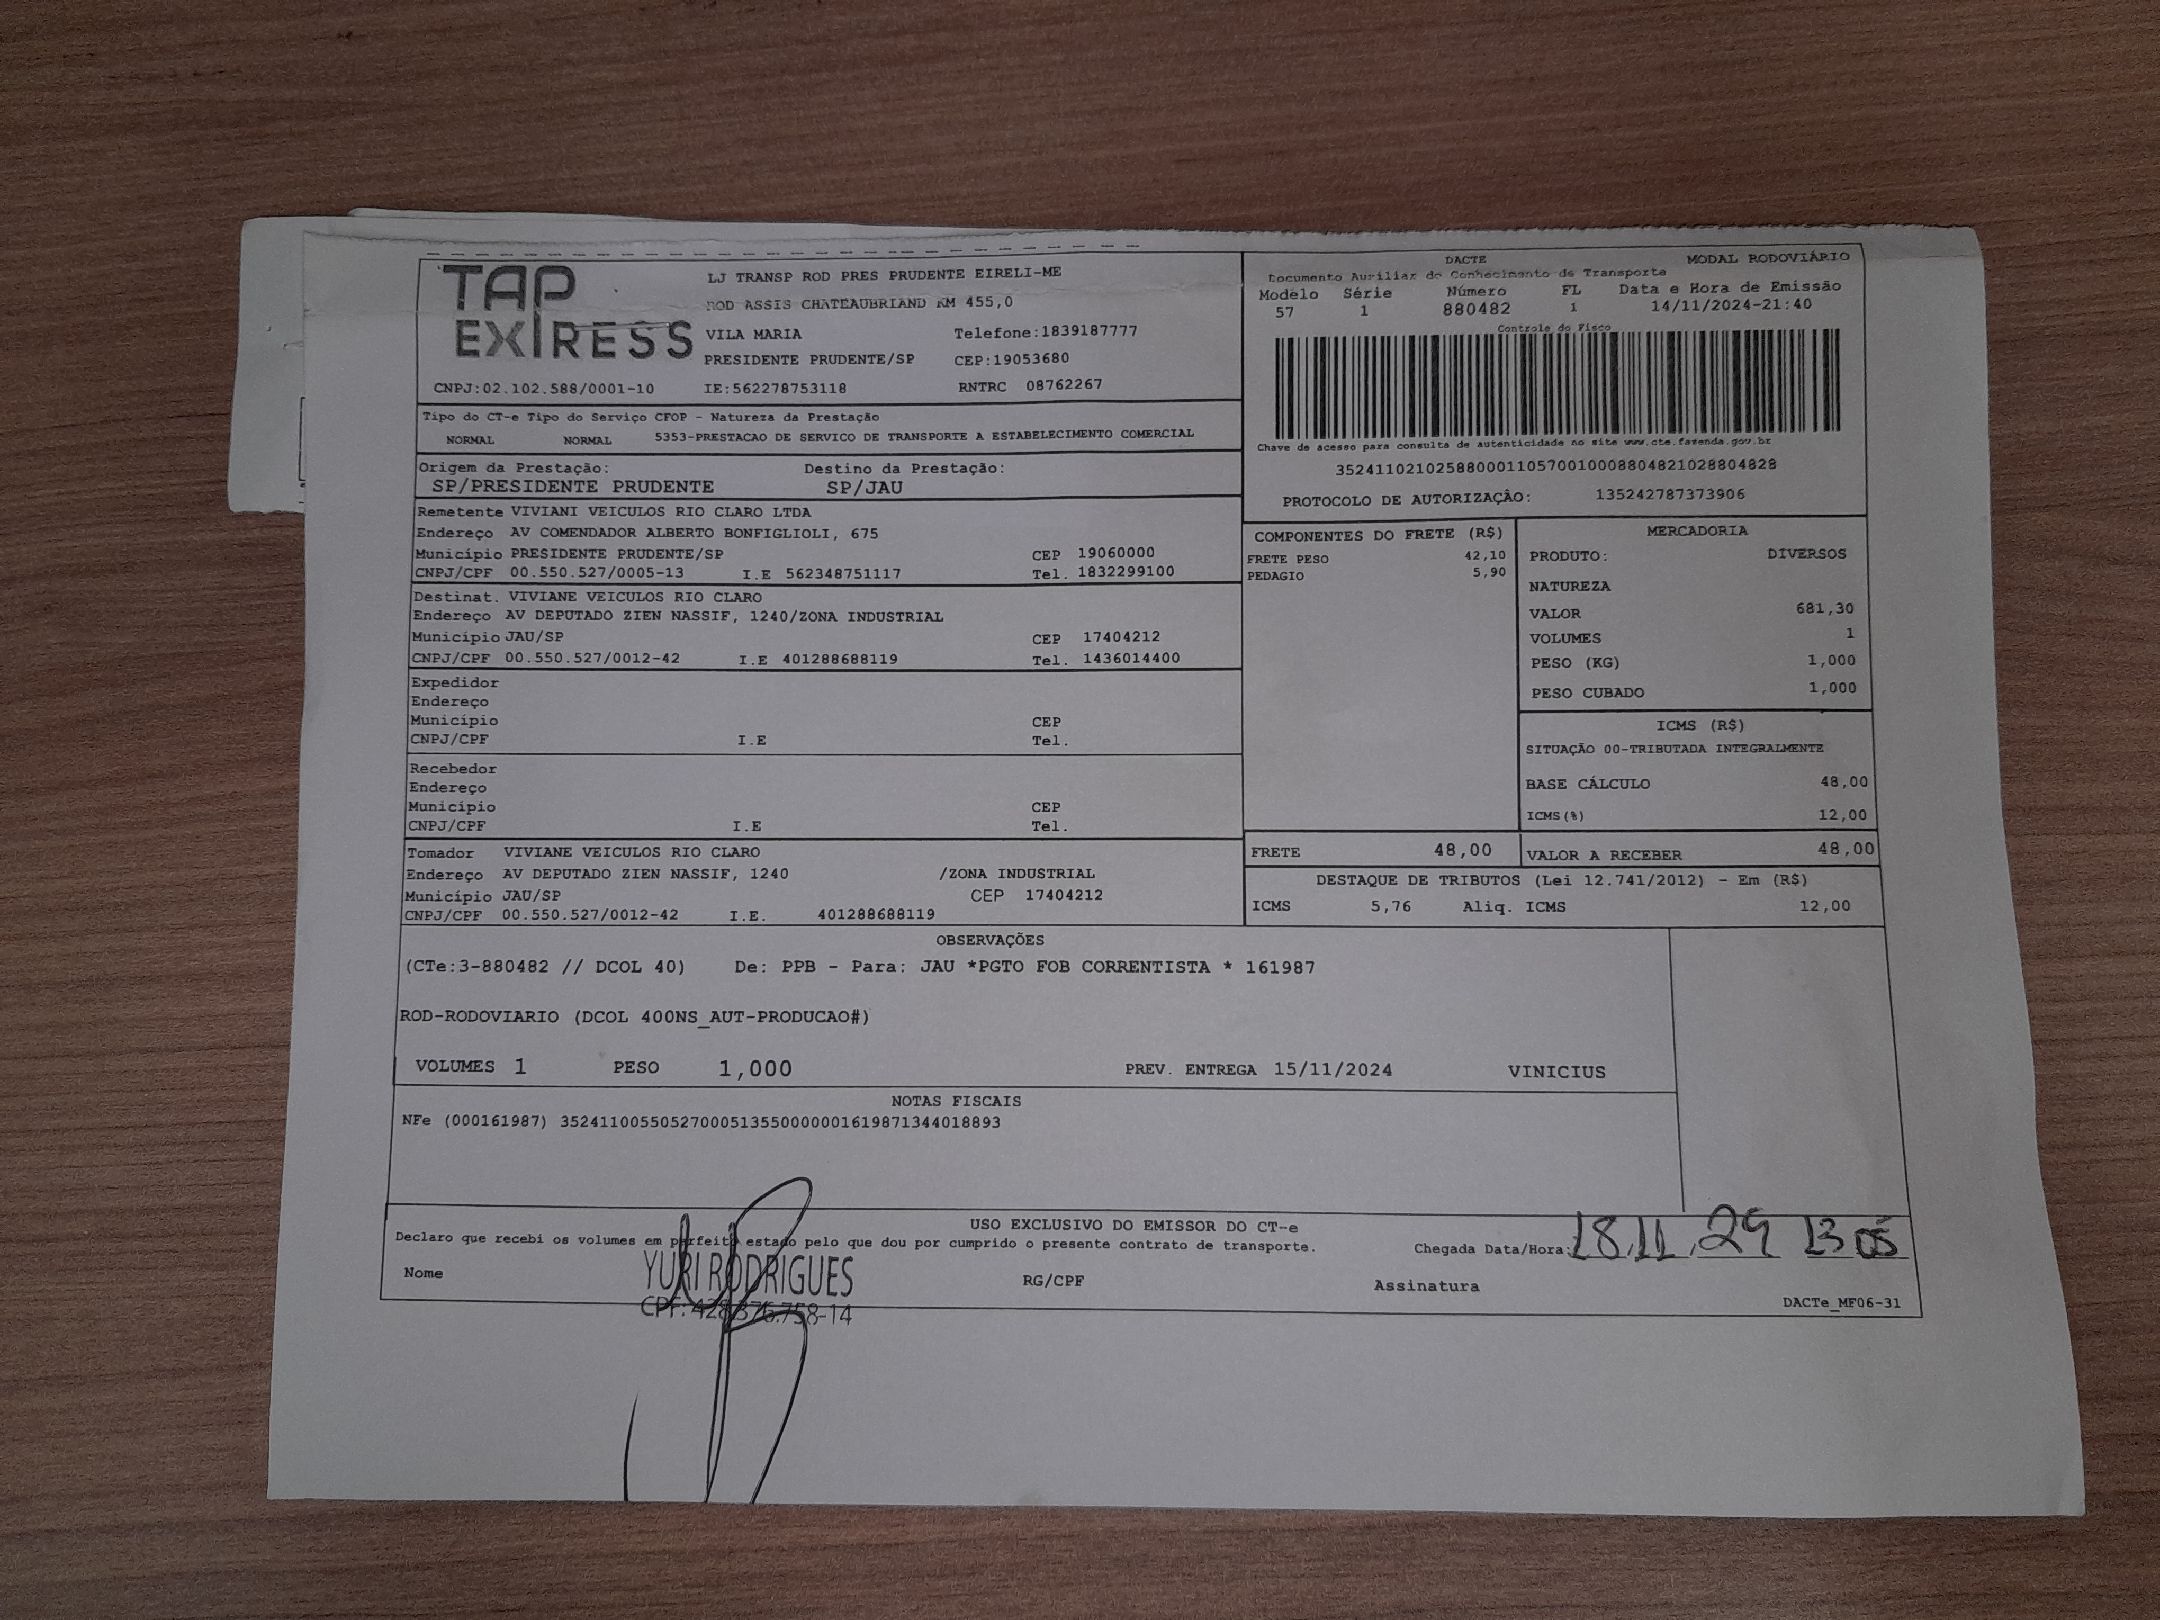 TAP
EXPRESS
LJ TRANSP ROD PRES PRUDENTE EIRELI-ME
ROD ASSIS CHATEAUBRIAND KM 455,0
VILA MARIA Telefone:1839187777
PRESIDENTE PRUDENTE/SP CEP:19053680
CNPJ:02.102.588/0001-10 IE:562278753118 RNTRC 08762267
DACTE MODAL RODOVIÁRIO
Documento Auxiliar do Conhecimento de Transporte
Modelo Série Número FL Data e Hora de Emissão
57 1 880482 1 14/11/2024-21:40
Controle do Fisco
Chave de acesso para consulta de autenticidade no site www.cte.fazenda.gov.br
35241102102588000110570010008804821028804828
PROTOCOLO DE AUTORIZAÇÃO: 135242787373906
Tipo do CT-e Tipo do Serviço CFOP - Natureza da Prestação
NORMAL NORMAL 5353-PRESTACAO DE SERVICO DE TRANSPORTE A ESTABELECIMENTO COMERCIAL
Origem da Prestação: Destino da Prestação:
SP/PRESIDENTE PRUDENTE SP/JAU
Remetente VIVIANI VEICULOS RIO CLARO LTDA
Endereço AV COMENDADOR ALBERTO BONFIGLIOLI, 675
Município PRESIDENTE PRUDENTE/SP CEP 19060000
CNPJ/CPF 00.550.527/0005-13 I.E 562348751117 Tel. 1832299100
Destinat. VIVIANE VEICULOS RIO CLARO
Endereço AV DEPUTADO ZIEN NASSIF, 1240/ZONA INDUSTRIAL
Município JAU/SP CEP 17404212
CNPJ/CPF 00.550.527/0012-42 I.E 401288688119 Tel. 1436014400
Expedidor
Endereço
Município CEP
CNPJ/CPF I.E Tel.
Recebedor
Endereço
Município CEP
CNPJ/CPF I.E Tel.
Tomador VIVIANE VEICULOS RIO CLARO
Endereço AV DEPUTADO ZIEN NASSIF, 1240 /ZONA INDUSTRIAL
Município JAU/SP CEP 17404212
CNPJ/CPF 00.550.527/0012-42 I.E. 401288688119
COMPONENTES DO FRETE (R$)
FRETE PESO 42,10
PEDAGIO 5,90
MERCADORIA
PRODUTO: DIVERSOS
NATUREZA
VALOR 681,30
VOLUMES 1
PESO (KG) 1,000
PESO CUBADO 1,000
ICMS (R$)
SITUAÇÃO 00-TRIBUTADA INTEGRALMENTE
BASE CÁLCULO 48,00
ICMS(%) 12,00
FRETE 48,00 VALOR A RECEBER 48,00
DESTAQUE DE TRIBUTOS (Lei 12.741/2012) - Em (R$)
ICMS 5,76 Aliq. ICMS 12,00
OBSERVAÇÕES
(CTe:3-880482 // DCOL 40) De: PPB - Para: JAU *PGTO FOB CORRENTISTA * 161987
ROD-RODOVIARIO (DCOL 400NS_AUT-PRODUCAO#)
VOLUMES 1 PESO 1,000 PREV. ENTREGA 15/11/2024 VINICIUS
NOTAS FISCAIS
NFe (000161987) 35241100550527000513550000001619871344018893
USO EXCLUSIVO DO EMISSOR DO CT-e
Declaro que recebi os volumes em perfeito estado pelo que dou por cumprido o presente contrato de transporte.
Chegada Data/Hora: 18.11.24 13 05
Nome YURI RODRIGUES RG/CPF Assinatura
CPF: 428.376.758-14
DACTe_MF06-31